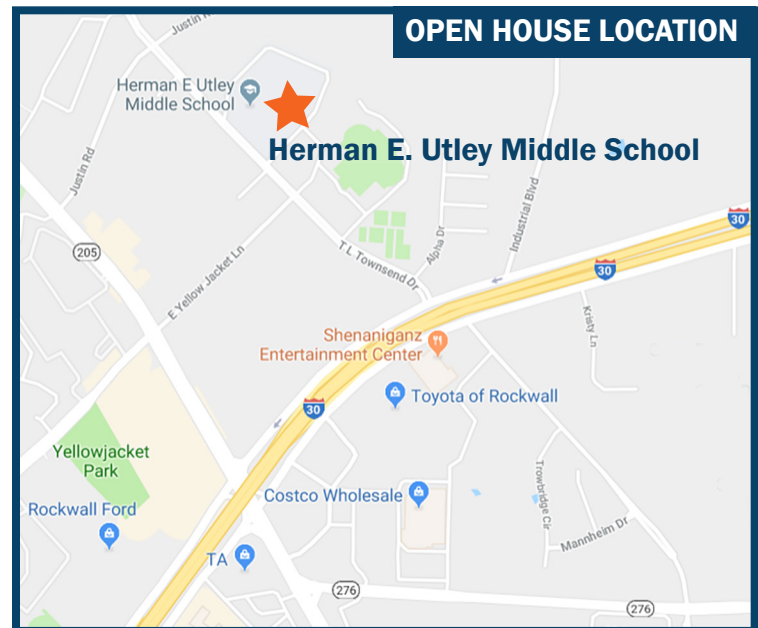 OPEN HOUSE LOCATION
Justin R
Herman E Utley
Middle School
Herman E. Utley Middle School
Justin Rd
Industrial Blvd
30
205
E Yellow Jacket Ln
T L Townsend Dr
Alpha Dr
30
Kristy Ln
Shenaniganz
Entertainment Center
Toyota of Rockwall
30
Yellowjacket
Park
Trowbridge Cir
Costco Wholesale
Rockwall Ford
Mannheim Dr
TA
276
276